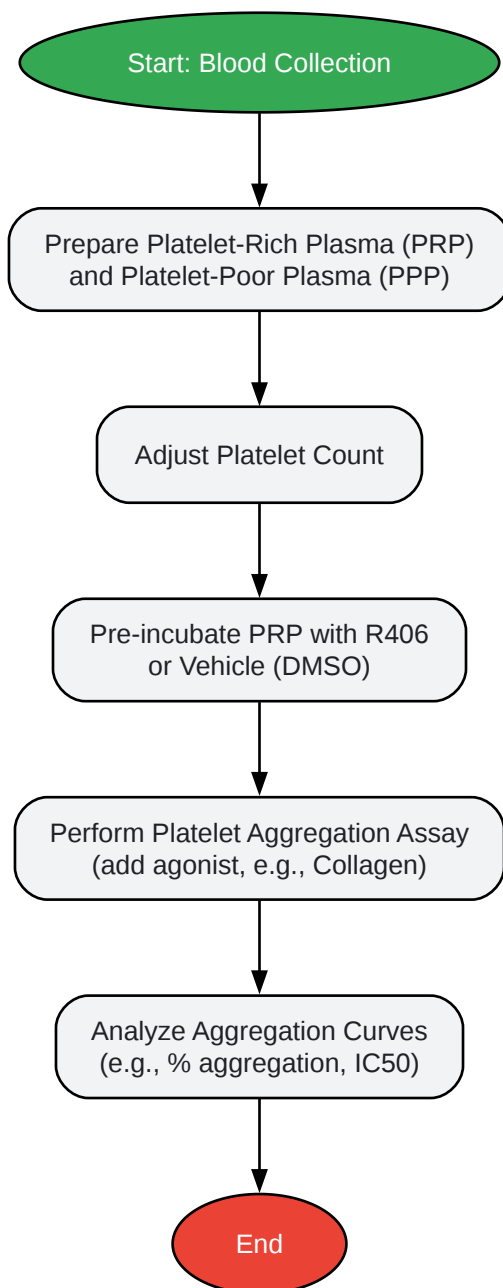 Start: Blood Collection
Prepare Platelet-Rich Plasma (PRP)
and Platelet-Poor Plasma (PPP)
Adjust Platelet Count
Pre-incubate PRP with R406
or Vehicle (DMSO)
Perform Platelet Aggregation Assay
(add agonist, e.g., Collagen)
Analyze Aggregation Curves
(e.g., % aggregation, IC50)
End